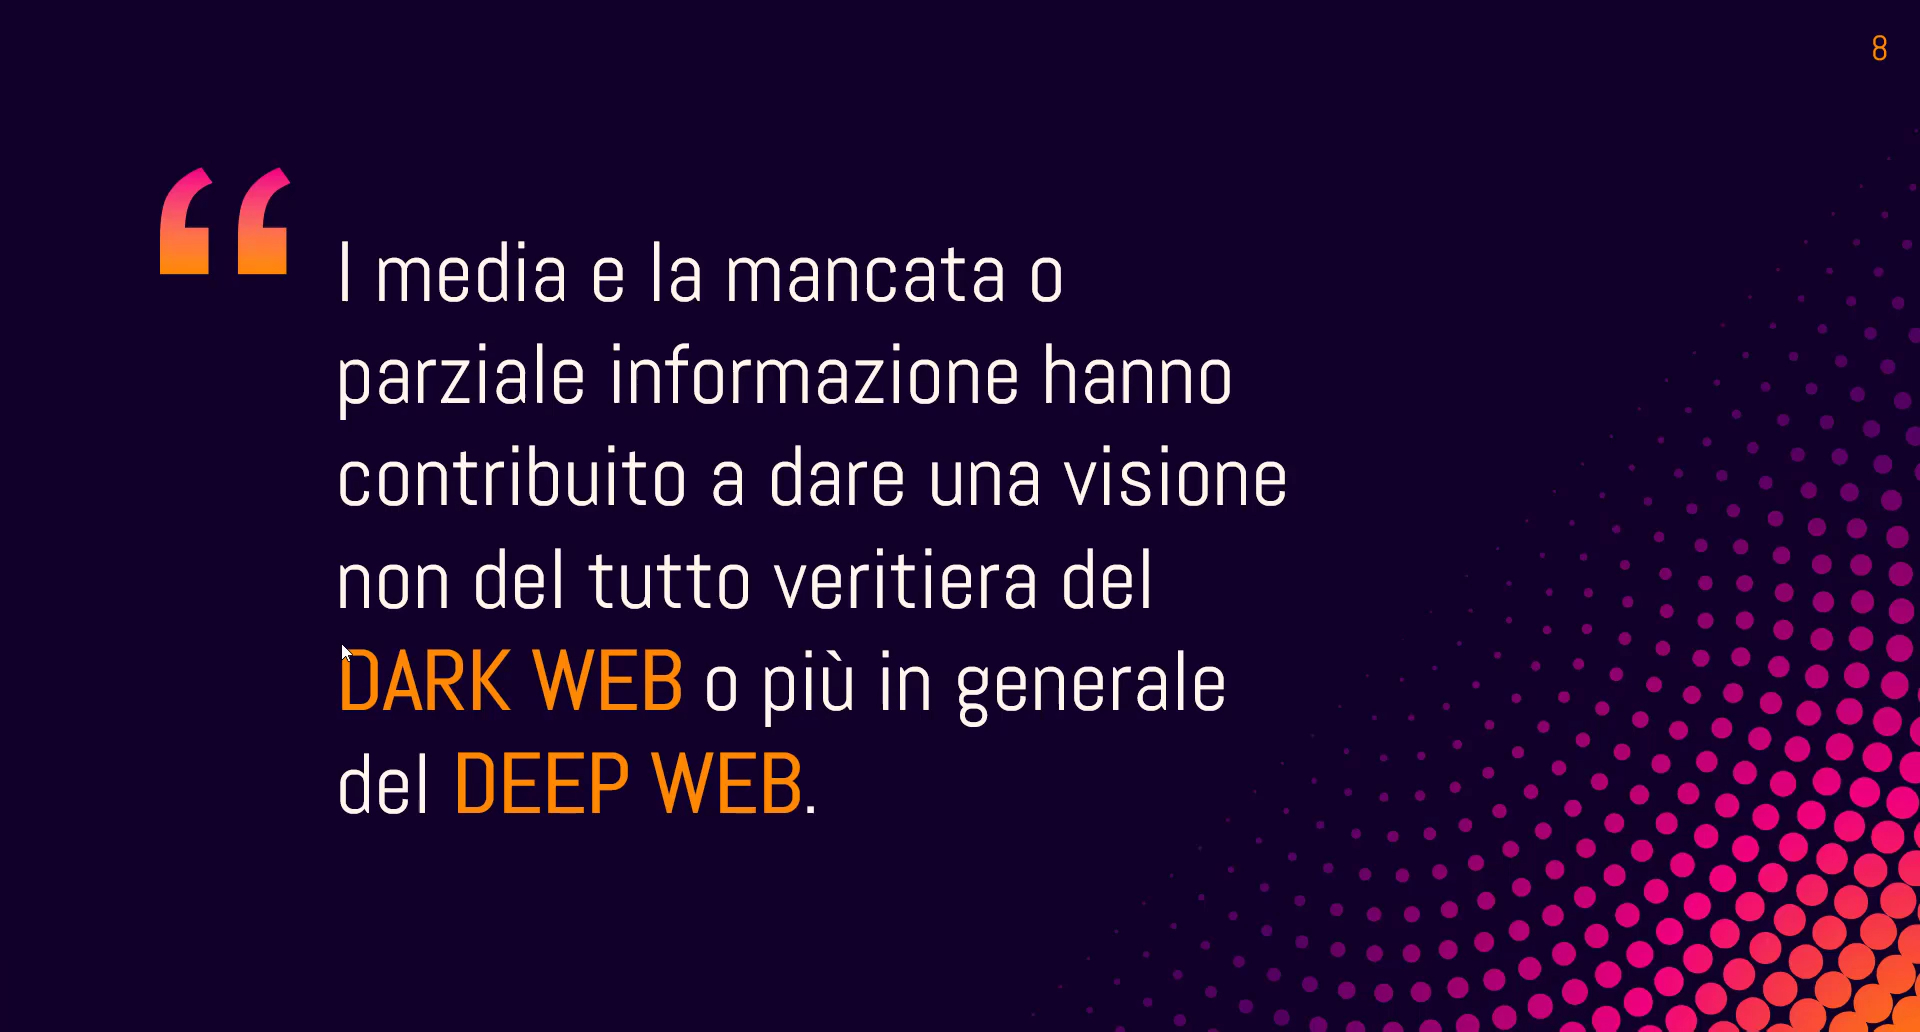 8
“
I media e la mancata o
parziale informazione hanno
contribuito a dare una visione
non del tutto veritiera del
DARK WEB o più in generale
del DEEP WEB.